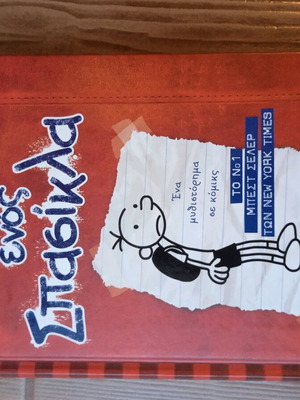 ενός
Σπασίκλα
Ένα
μυθιστόρημα
σε κόμικς
ΤΟ Νο1
ΜΠΕΣΤ ΣΕΛΕΡ
ΤΩΝ NEW YORK TIMES